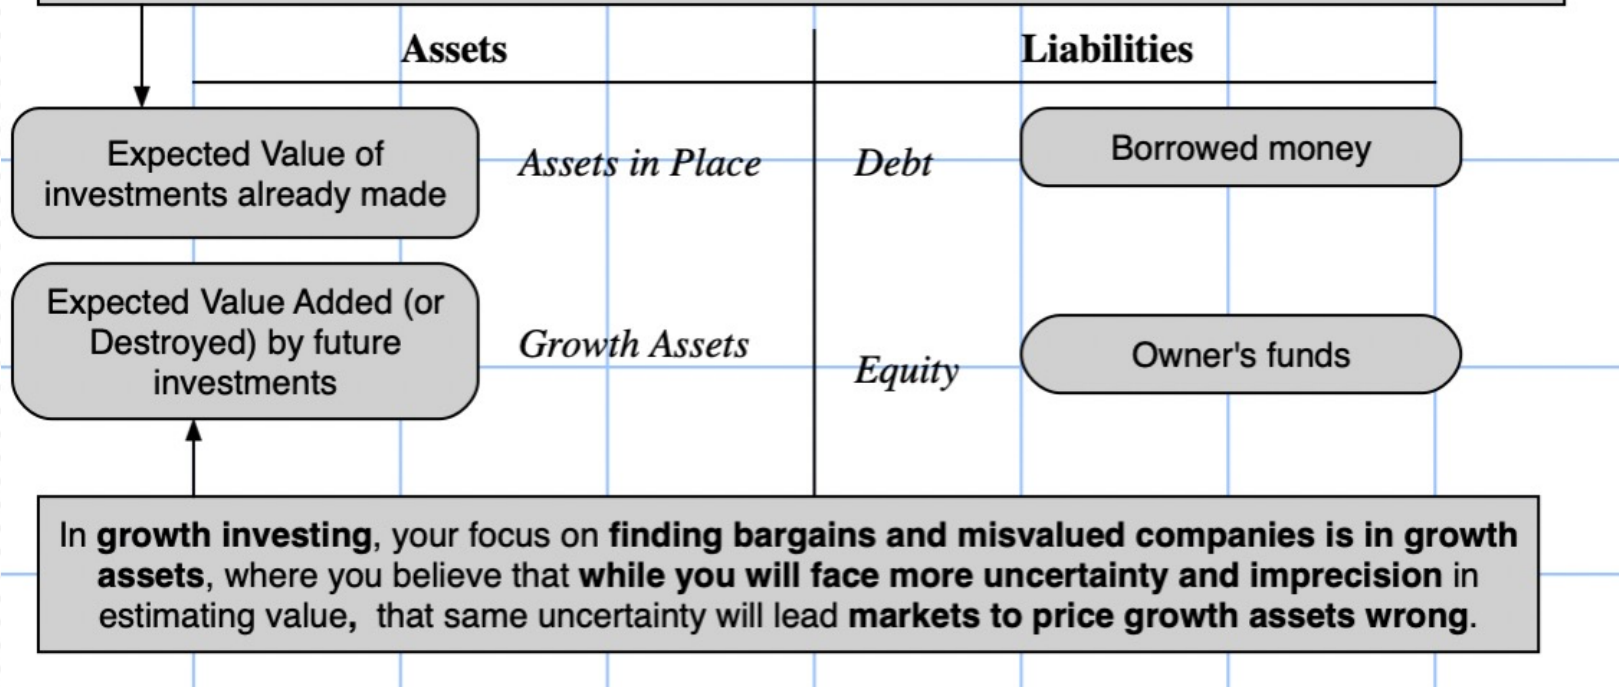 Assets
Liabilities
Expected Value of
investments already made
Assets in Place
Debt
Borrowed money
Expected Value Added (or
Destroyed) by future
investments
Growth Assets
Equity
Owner's funds
In growth investing, your focus on finding bargains and misvalued companies is in growth
assets, where you believe that while you will face more uncertainty and imprecision in
estimating value, that same uncertainty will lead markets to price growth assets wrong.